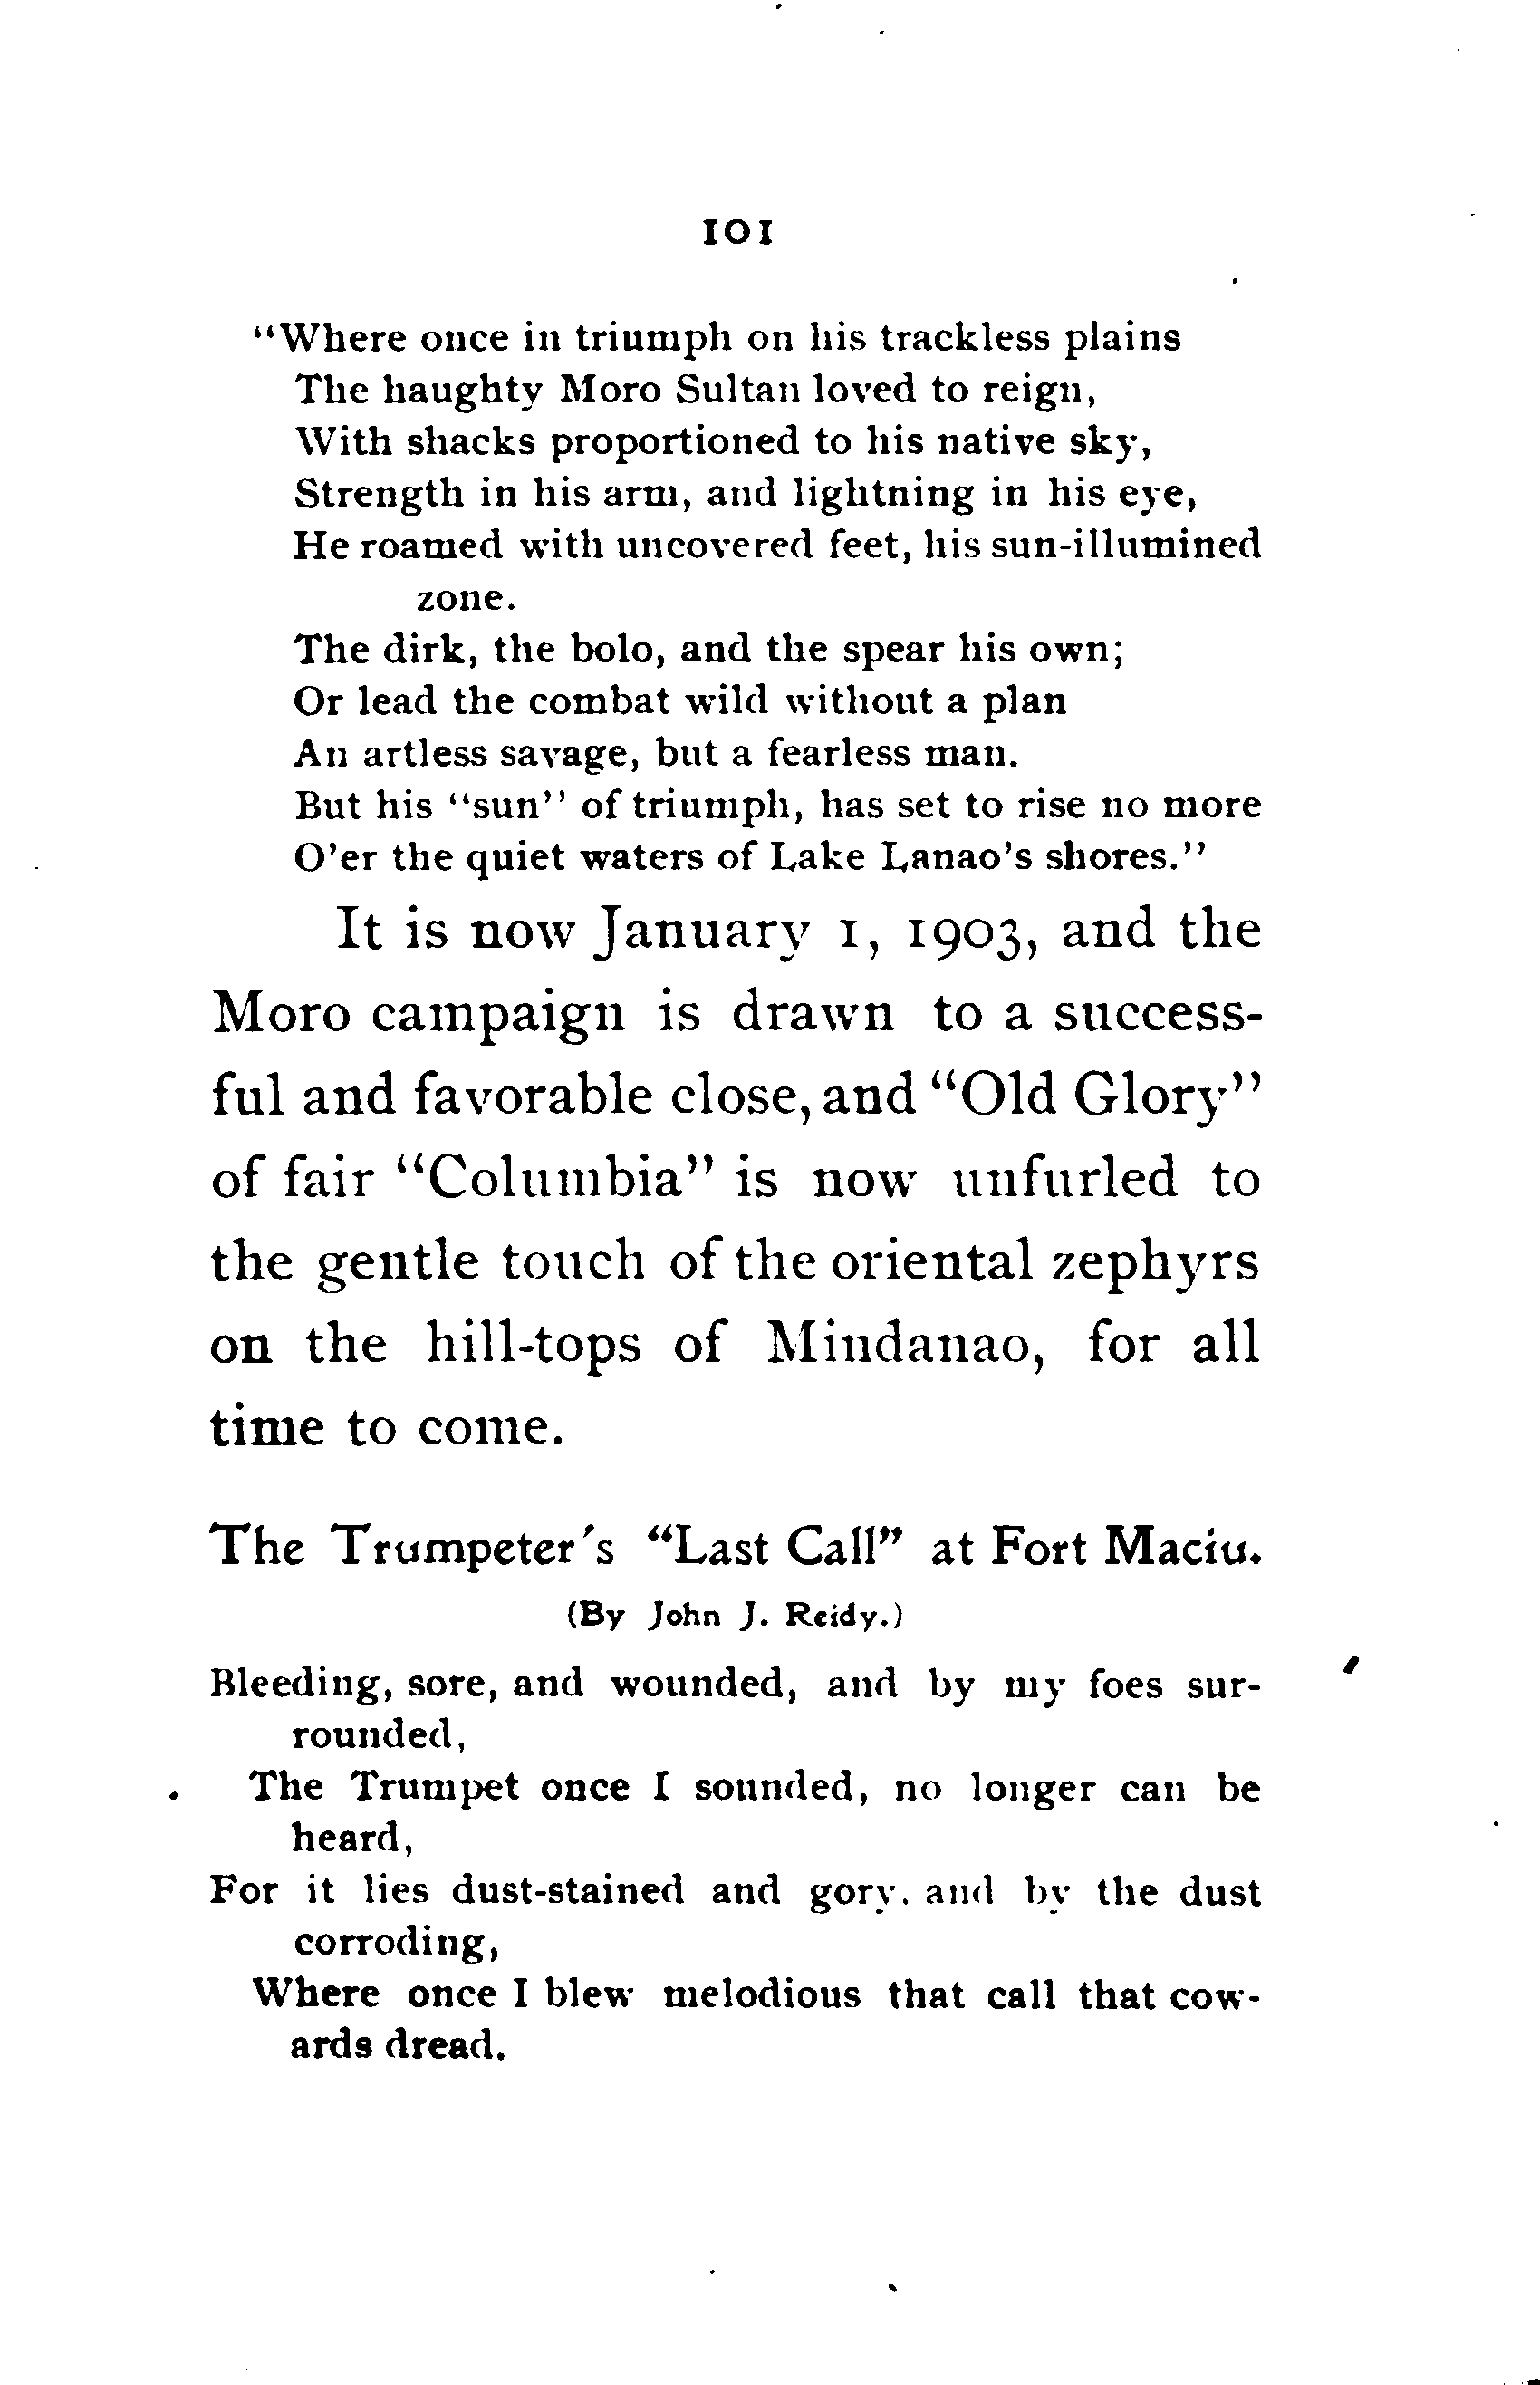 101
"Where once in triumph on his trackless plains
The haughty Moro Sultan loved to reign,
With shacks proportioned to his native sky,
Strength in his arm, and lightning in his eye,
He roamed with uncovered feet, his sun-illumined
zone.
The dirk, the bolo, and the spear his own;
Or lead the combat wild without a plan
An artless savage, but a fearless man.
But his "sun" of triumph, has set to rise no more
O'er the quiet waters of Lake Lanao's shores."
It is now January 1, 1903, and the
Moro campaign is drawn to a success-
ful and favorable close, and "Old Glory"
of fair "Columbia" is now unfurled to
the gentle touch of the oriental zephyrs
on the hill-tops of Mindanao, for all
time to come.
The Trumpeter's "Last Call" at Fort Maciu.
(By John J. Reidy.)
Bleeding, sore, and wounded, and by my foes sur-
rounded,
The Trumpet once I sounded, no longer can be
heard,
For it lies dust-stained and gory. and by the dust
corroding,
Where once I blew melodious that call that cow-
ards dread.